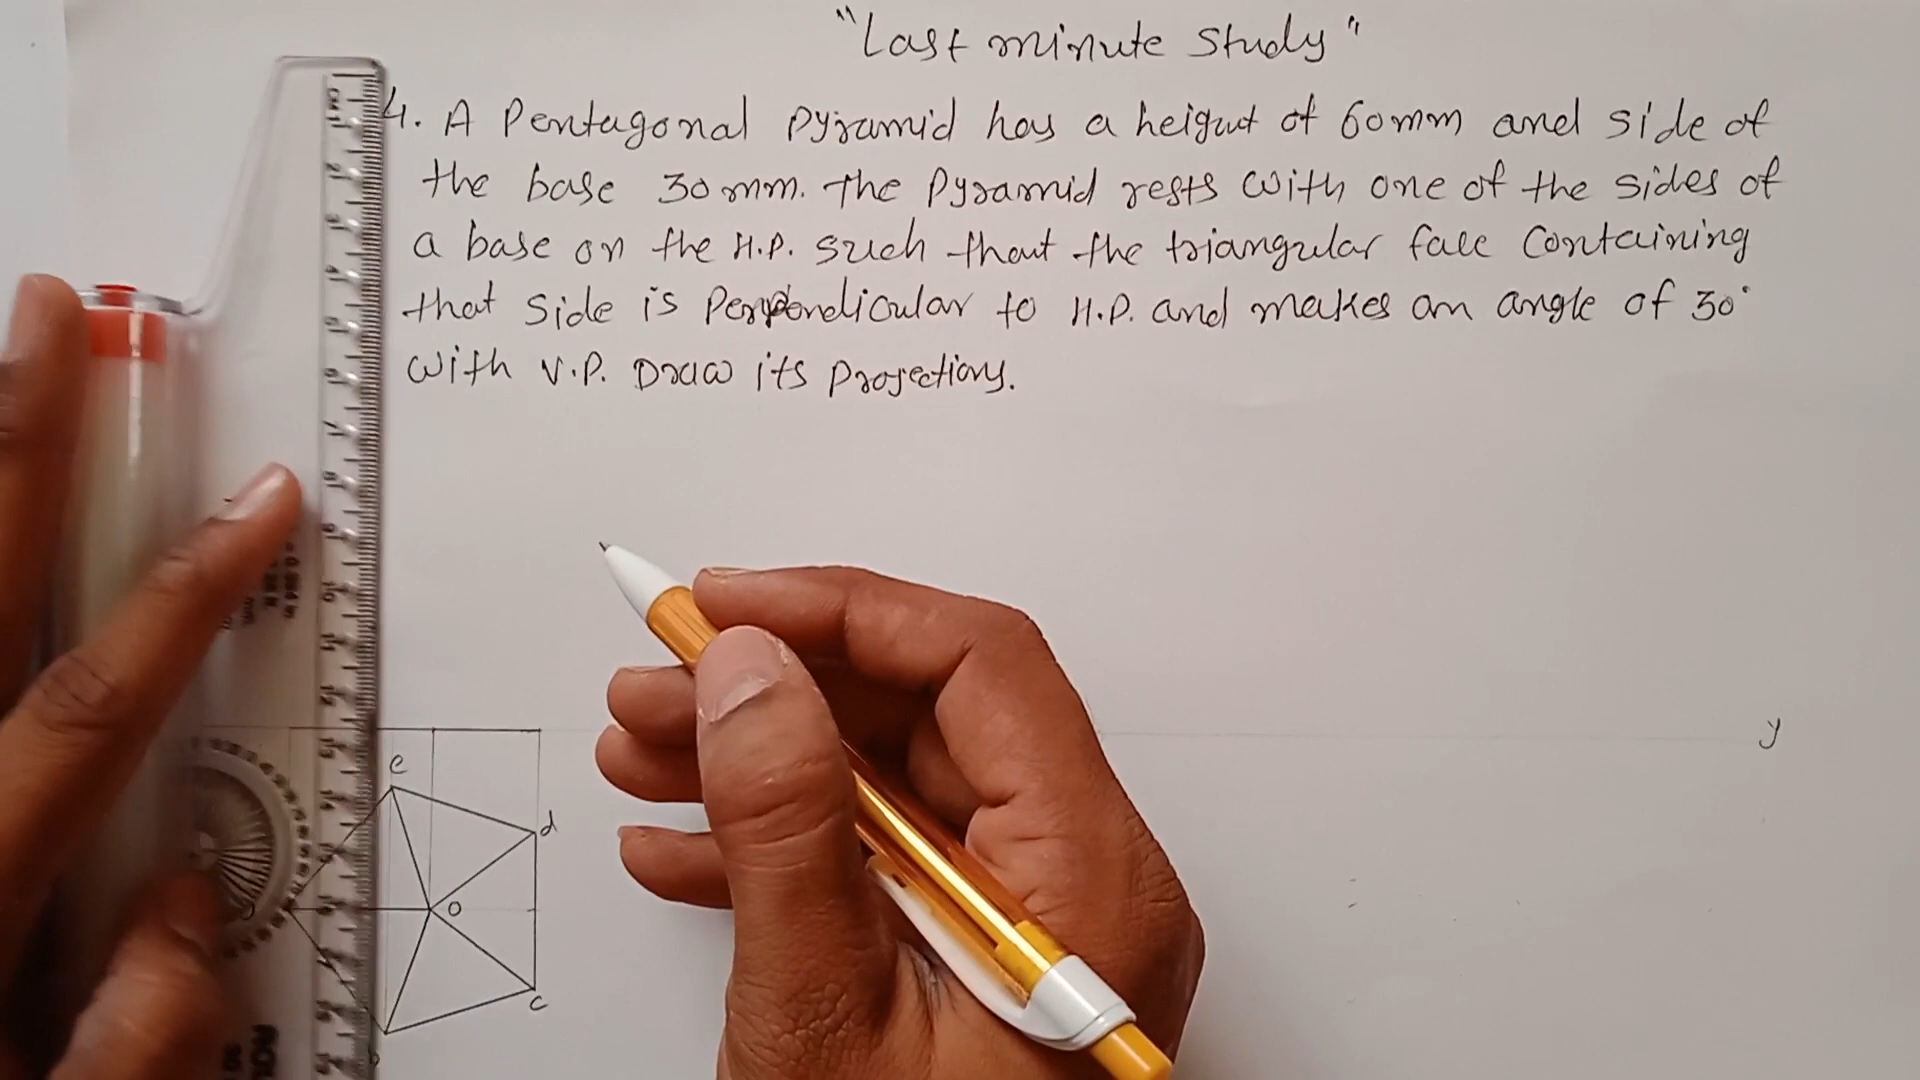 "Last minute study"
4. A Pentagonal pyramid has a height of 60mm and side of
the base 30mm. The Pyramid rests with one of the sides of
a base on the H.P. such that the triangular face Containing
that side is Perpendicular to H.P. and makes an angle of 30°
with V.P. Draw its projections.
y
e
d
o
c
b